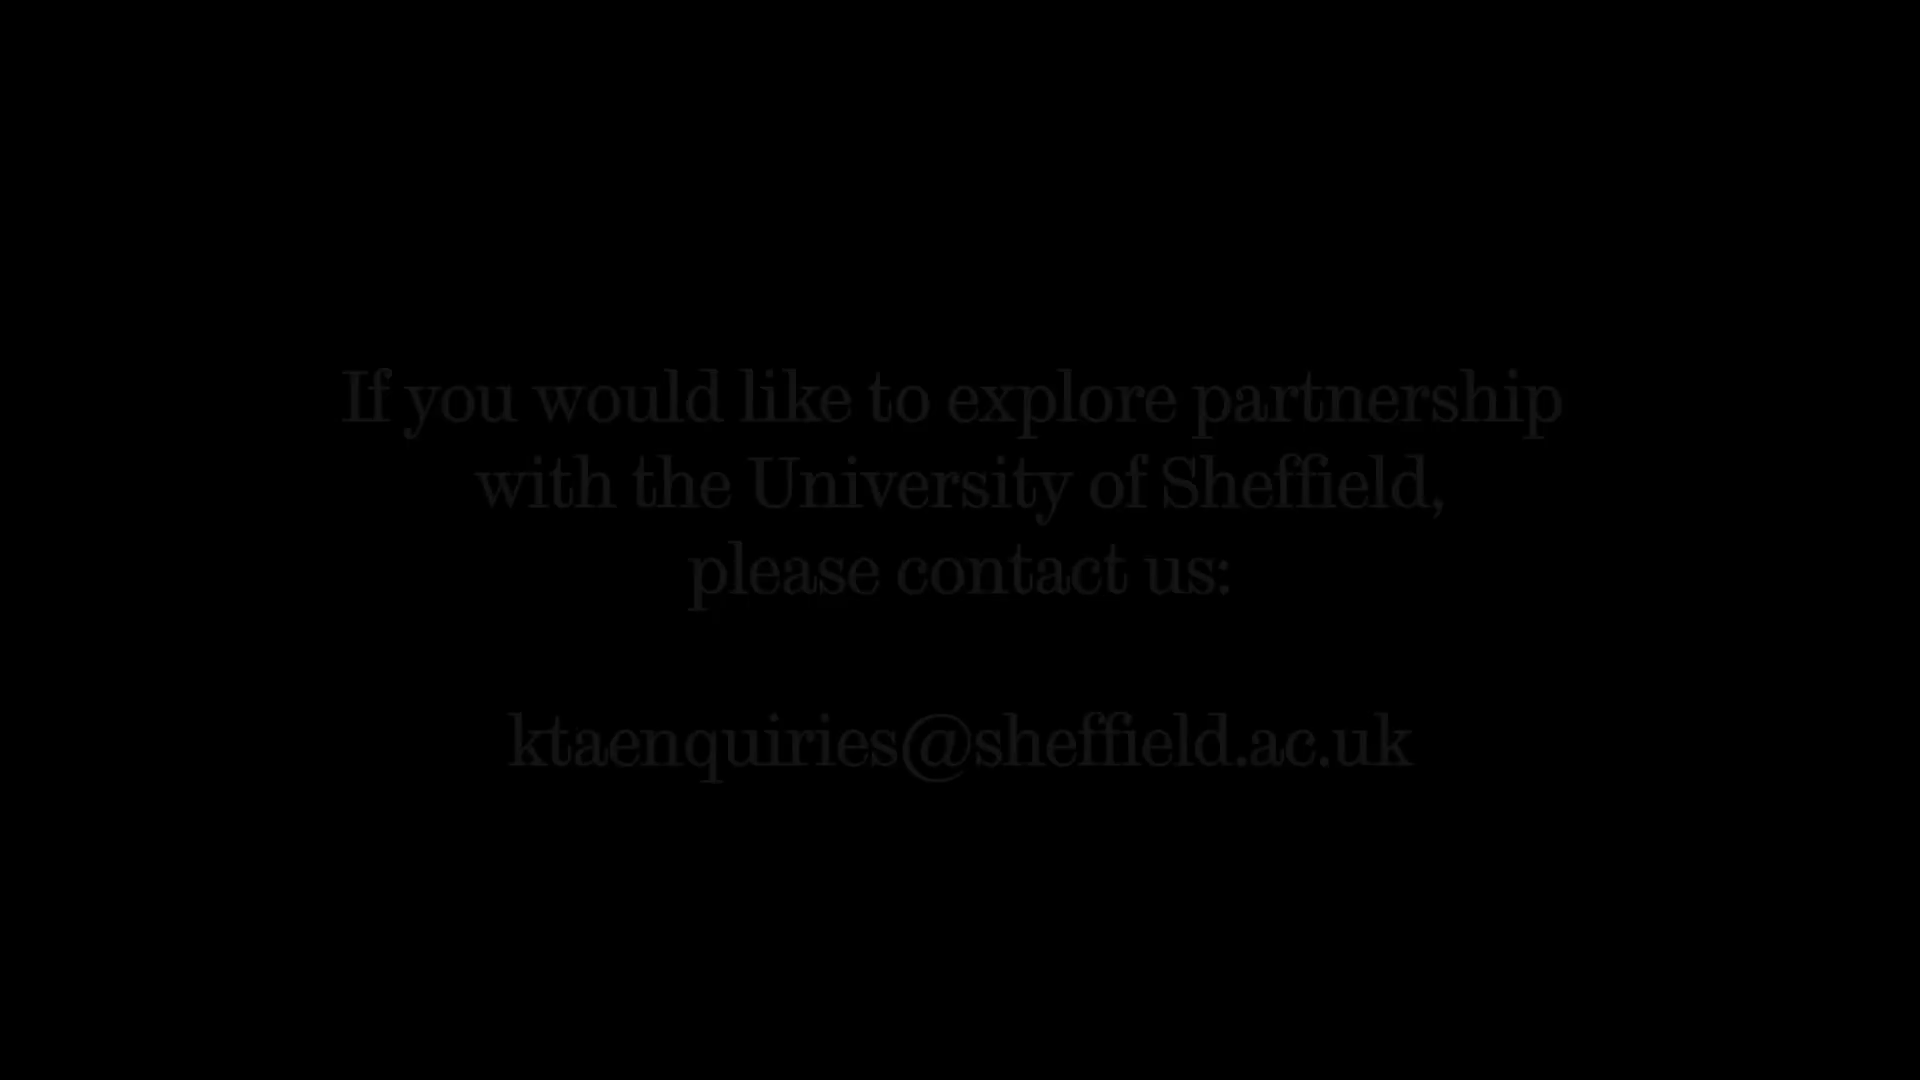 If you would like to explore partnership
with the University of Sheffield,
please contact us:
ktaenquiries@sheffield.ac.uk